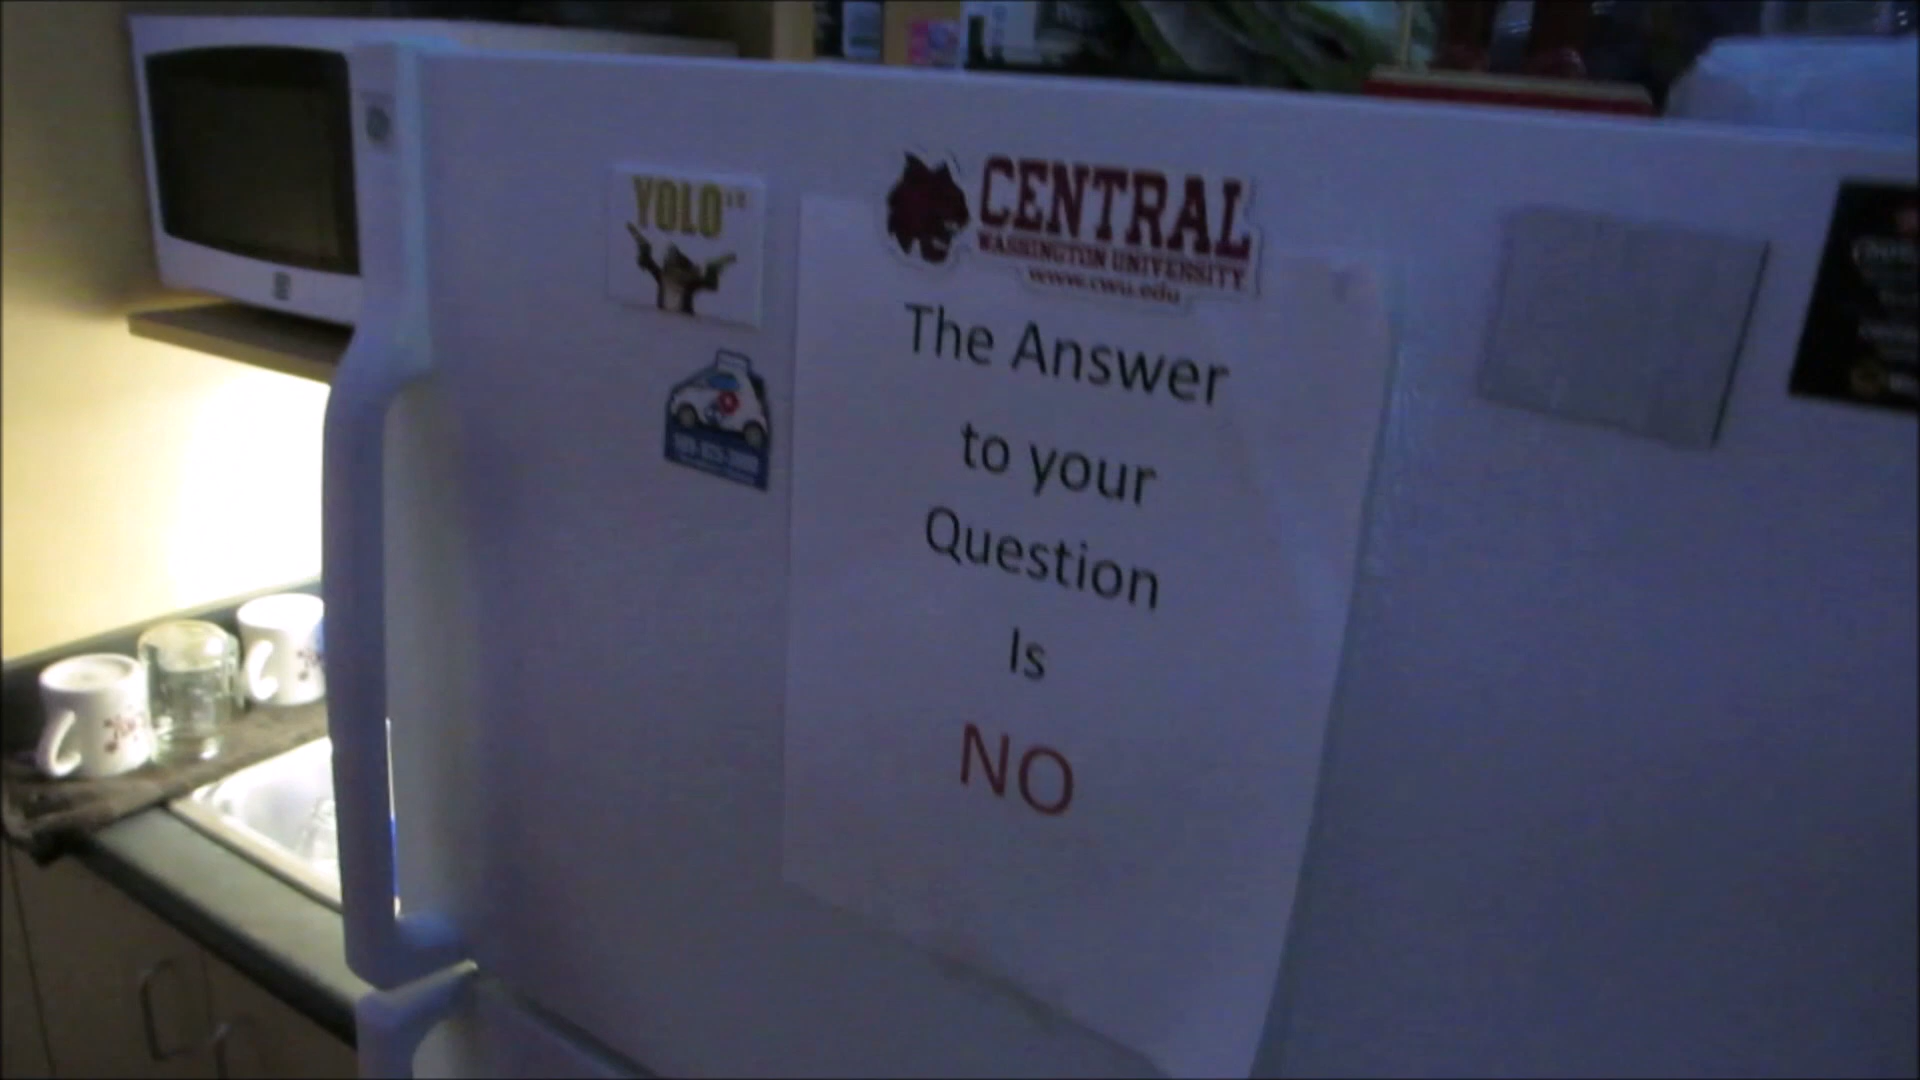 YOLO
CENTRAL
WASHINGTON UNIVERSITY
www.cwu.edu
The Answer
to your
Question
Is
NO